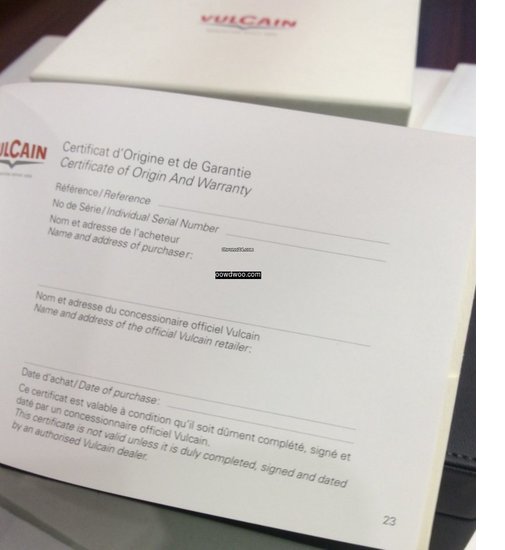 VULCAIN
ULCAIN
Certificat d'Origine et de Garantie
Certificate of Origin And Warranty
Référence/Reference
No de Série/Individual Serial Number
Nom et adresse de l'acheteur
Name and address of purchaser:
oowdwoo.com
Nom et adresse du concessionaire officiel Vulcain
Name and address of the official Vulcain retailer:
Date d'achat/Date of purchase:
Ce certificat est valable à condition qu'il soit dûment complété, signé et
daté par un concessionnaire officiel Vulcain.
This certificate is not valid unless it is duly completed, signed and dated
by an authorised Vulcain dealer.
23